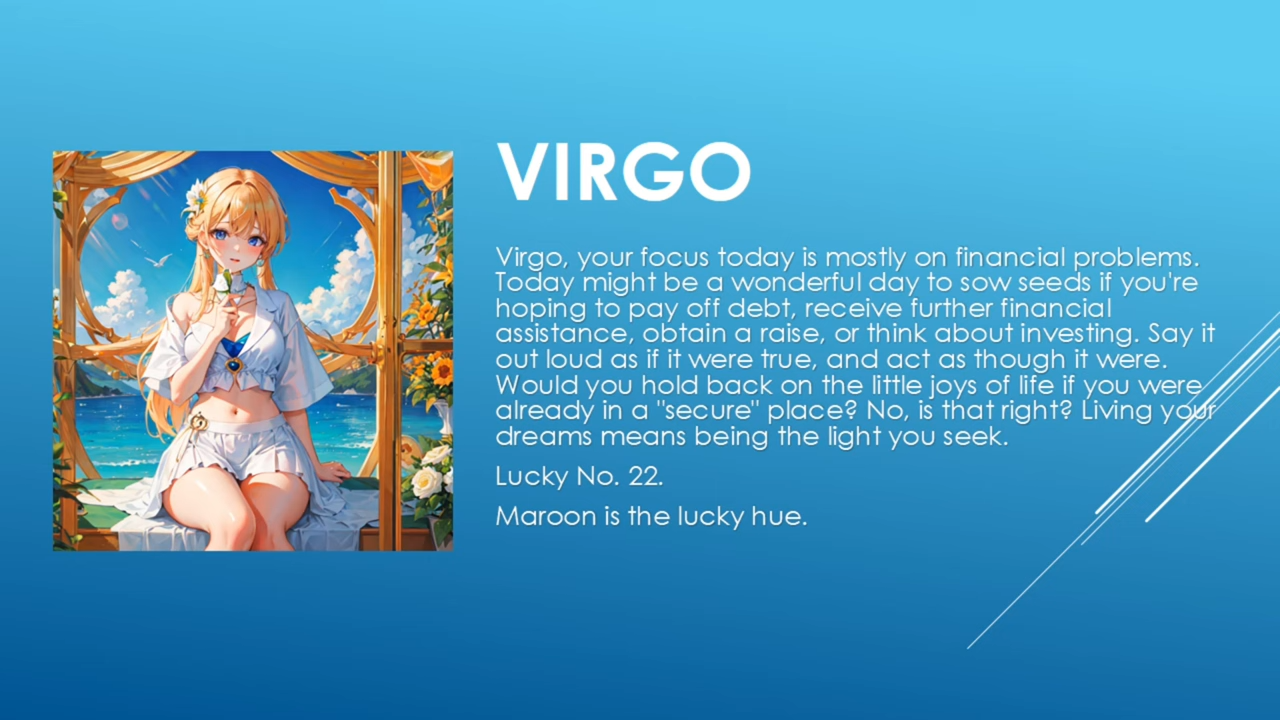 VIRGO
Virgo, your focus today is mostly on financial problems.
Today might be a wonderful day to sow seeds if you're
hoping to pay off debt, receive further financial
assistance, obtain a raise, or think about investing. Say it
out loud as if it were true, and act as though it were.
Would you hold back on the little joys of life if you were
already in a "secure" place? No, is that right? Living your
dreams means being the light you seek.
Lucky No. 22.
Maroon is the lucky hue.